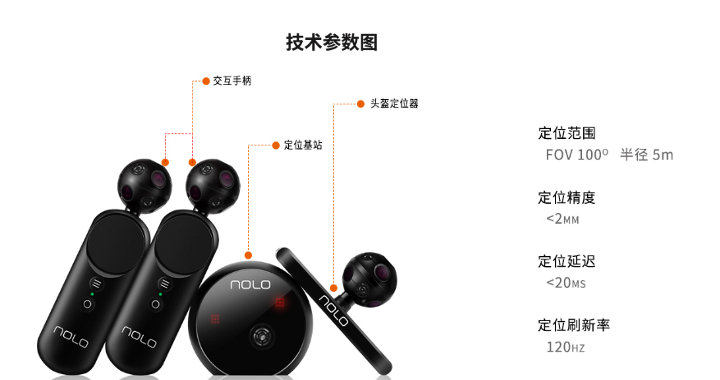 技术参数图
交互手柄
头盔定位器
定位基站
定位范围
FOV 100º 半径 5m
定位精度
<2MM
定位延迟
<20MS
定位刷新率
120HZ
NOLO
NOLO
NOLO
NOLO